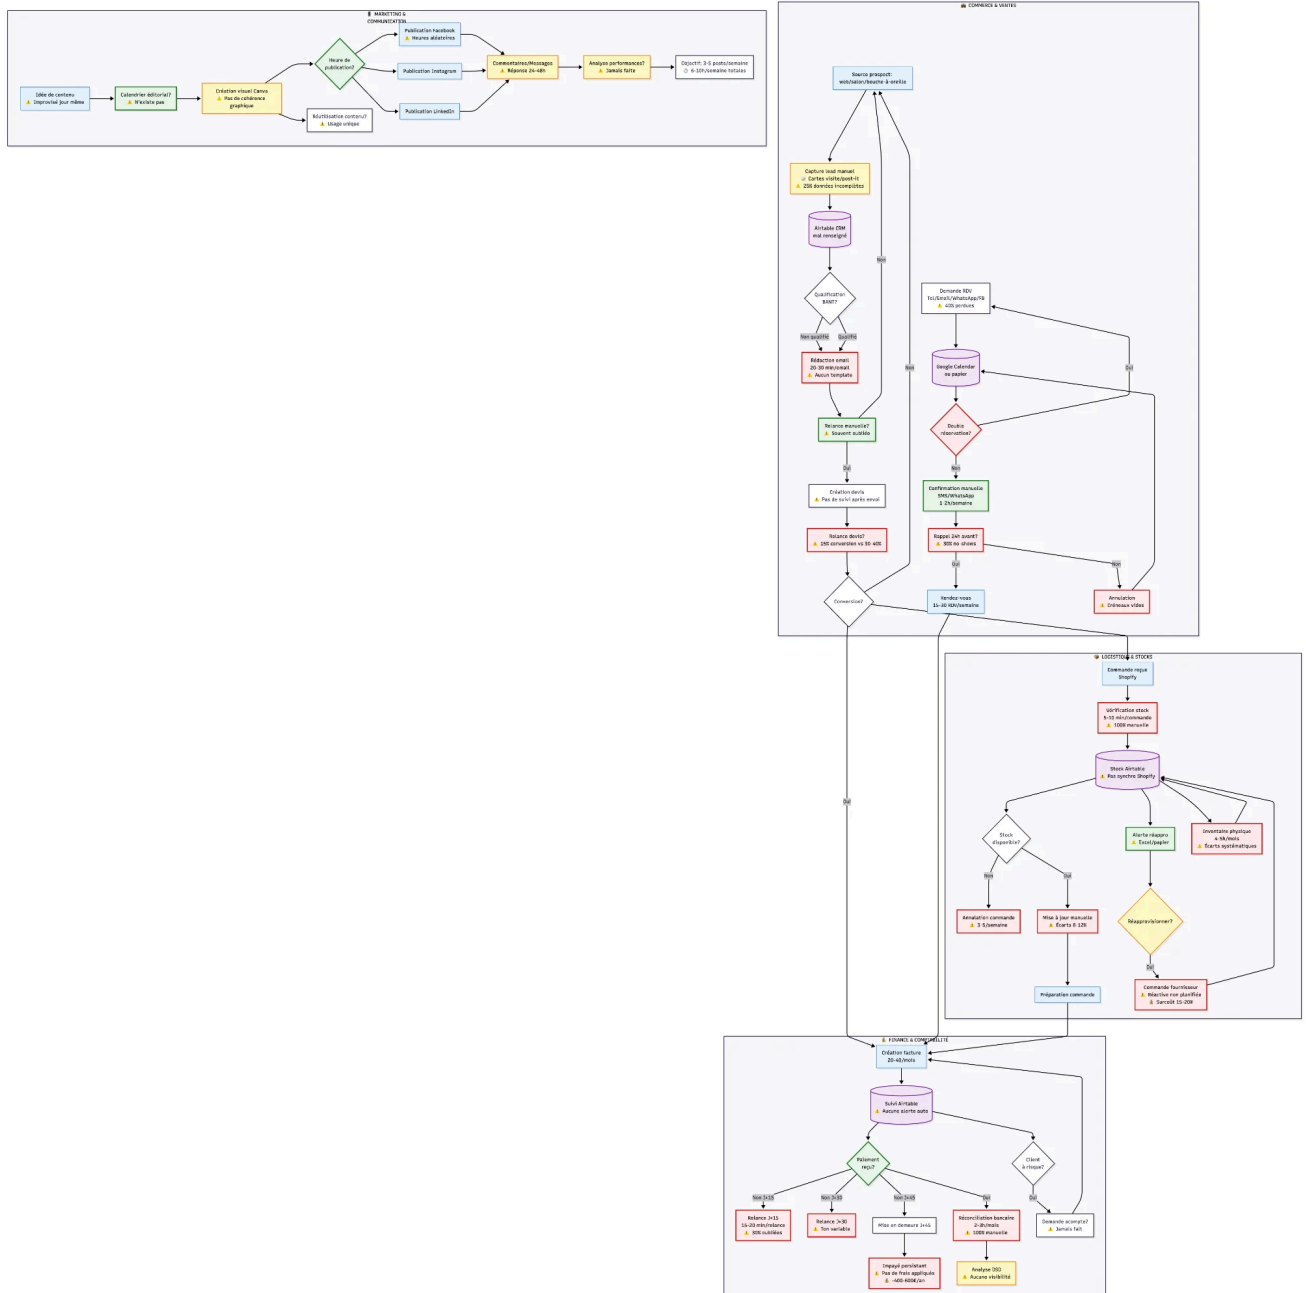 MARKETING &
COMMUNICATION
Idée de contenu
Improvisé jour même
Calendrier éditorial?
N'existe pas
Création visuel Canva
Pas de cohérence
graphique
Heure de
publication?
Réutilisation contenu?
Usage unique
Publication Facebook
Heures aléatoires
Publication Instagram
Publication LinkedIn
Commentaires/Messages
Réponse 24-48h
Analyse performances?
Jamais faite
Objectif: 3-5 posts/semaine
6-10h/semaine totales
COMMERCE & VENTES
Source prospect:
web/salon/bouche-à-oreille
Capture lead manuel
Cartes visite/post-it
25% données incomplètes
Airtable CRM
mal renseigné
Qualification
BANT?
Non qualifié
Qualifié
Rédaction email
20-30 min/email
Aucun template
Relance manuelle?
Souvent oubliée
Non
Oui
Création devis
Pas de suivi après envoi
Relance devis?
15% conversion vs 30-40%
Conversion?
Non
Demande RDV
Tel/Email/WhatsApp/FB
40% perdues
Google Calendar
ou papier
Double
réservation?
Oui
Non
Confirmation manuelle
SMS/WhatsApp
1-2h/semaine
Rappel 24h avant?
30% no-shows
Oui
Non
Rendez-vous
15-30 RDV/semaine
Annulation
Créneaux vides
Oui
LOGISTIQUE & STOCKS
Commande reçue
Shopify
Vérification stock
5-10 min/commande
100% manuelle
Stock Airtable
Pas synchro Shopify
Stock
disponible?
Non
Oui
Annulation commande
3-5/semaine
Mise à jour manuelle
Écarts 8-12%
Préparation commande
Alerte réappro
Excel/papier
Réapprovisionner?
Oui
Commande fournisseur
Réactive non planifiée
Surcoût 15-20%
Inventaire physique
4-5h/mois
Écarts systématiques
FINANCE & COMPTABILITÉ
Création facture
20-40/mois
Suivi Airtable
Aucune alerte auto
Paiement
reçu?
Client
à risque?
Non J+15
Non J+30
Non J+45
Oui
Oui
Relance J+15
15-20 min/relance
30% oubliées
Relance J+30
Ton variable
Mise en demeure J+45
Réconciliation bancaire
2-3h/mois
100% manuelle
Demande acompte?
Jamais fait
Impayé persistant
Pas de frais appliqués
-400-600€/an
Analyse DSO
Aucune visibilité